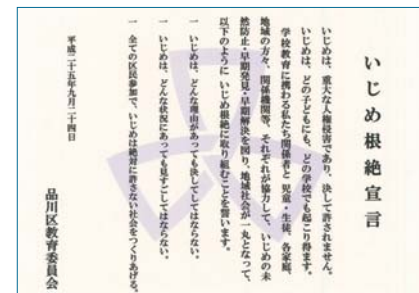 いじめ根絶宣言
いじめは、重大な人権侵害であり、決して許されません。
いじめは、どの子どもにも、どの学校でも起こり得ます。
学校教育に携わる私たち関係者と 児童・生徒、各家庭、
地域の方々、関係機関等、それぞれが協力して、いじめの未
然防止・早期発見・早期解決を図り、地域社会が一丸となって、
以下のように いじめ根絶に取り組むことを誓います。
一 いじめは、どんな理由があっても決してしてはならない。
一 いじめは、どんな状況にあっても見すごしてはならない。
一 全ての区民参加で、いじめは絶対に許さない社会をつくりあげる。
平成二十五年九月二十四日
品川区教育委員会